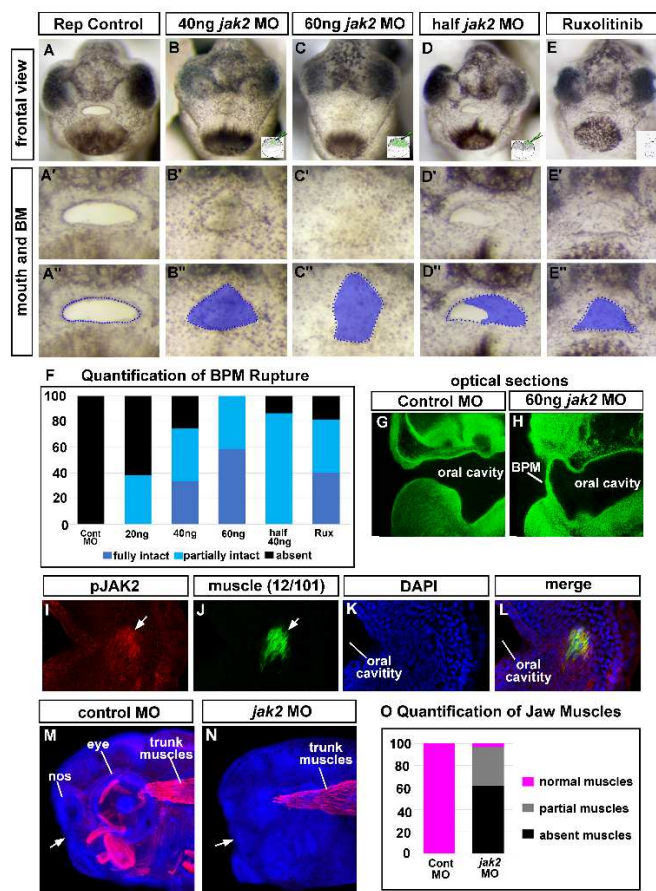 Rep Control 40ng jak2 MO 60ng jak2 MO half jak2 MO Ruxolitinib
frontal view
A B C D E
mouth and BM
A' B' C' D' E'
A'' B'' C'' D'' E''
F Quantification of BPM Rupture
100
80
60
40
20
0
Cont MO 20ng 40ng 60ng half 40ng Rux
fully intact partially intact absent
optical sections
Control MO 60ng jak2 MO
G H
oral cavity BPM oral cavity
pJAK2 muscle (12/101) DAPI merge
I J K L
oral cavitity oral cavitity
control MO jak2 MO
M N
eye trunk muscles
nos
trunk muscles
O Quantification of Jaw Muscles
100
80
60
40
20
0
Cont MO jak2 MO
normal muscles
partial muscles
absent muscles